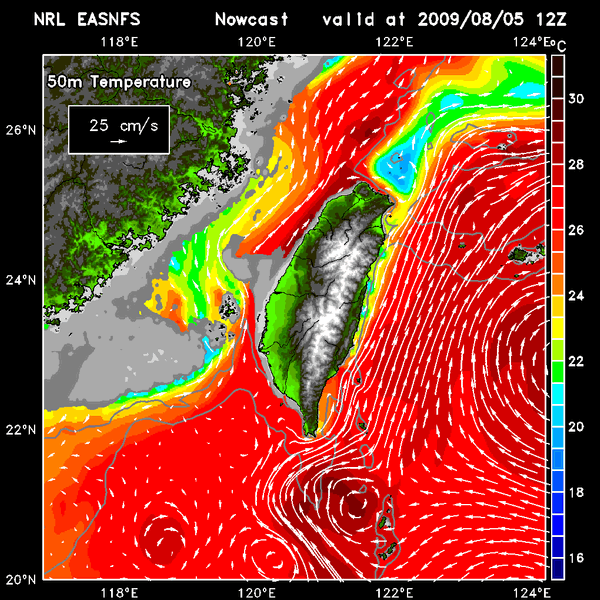 NRL EASNFS Nowcast valid at 2009/08/05 12Z
118°E 120°E 122°E 124°E °C
50m Temperature
25 cm/s
30
26°N
28
26
24°N
24
22
22°N
20
18
16
20°N
118°E 120°E 122°E 124°E